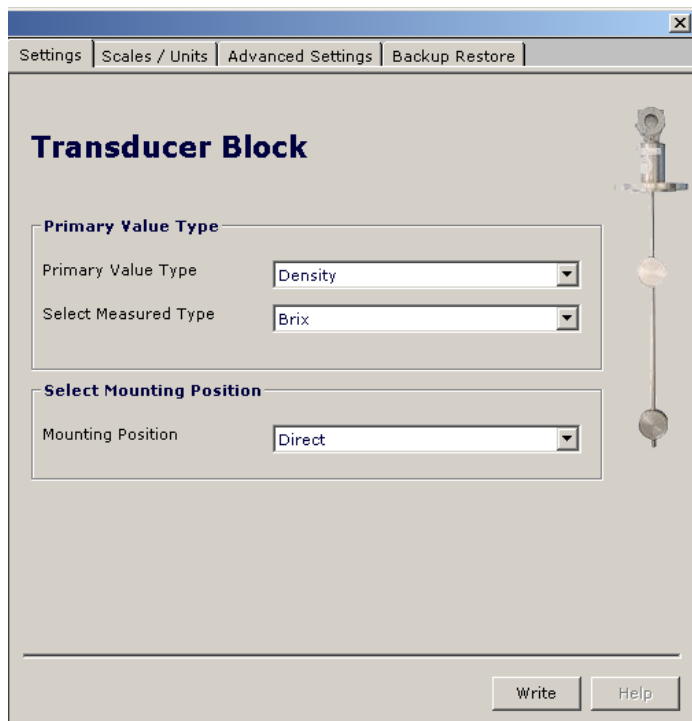 Settings Scales / Units Advanced Settings Backup Restore
Transducer Block
Primary Value Type
Primary Value Type Density
Select Measured Type Brix
Select Mounting Position
Mounting Position Direct
Write Help